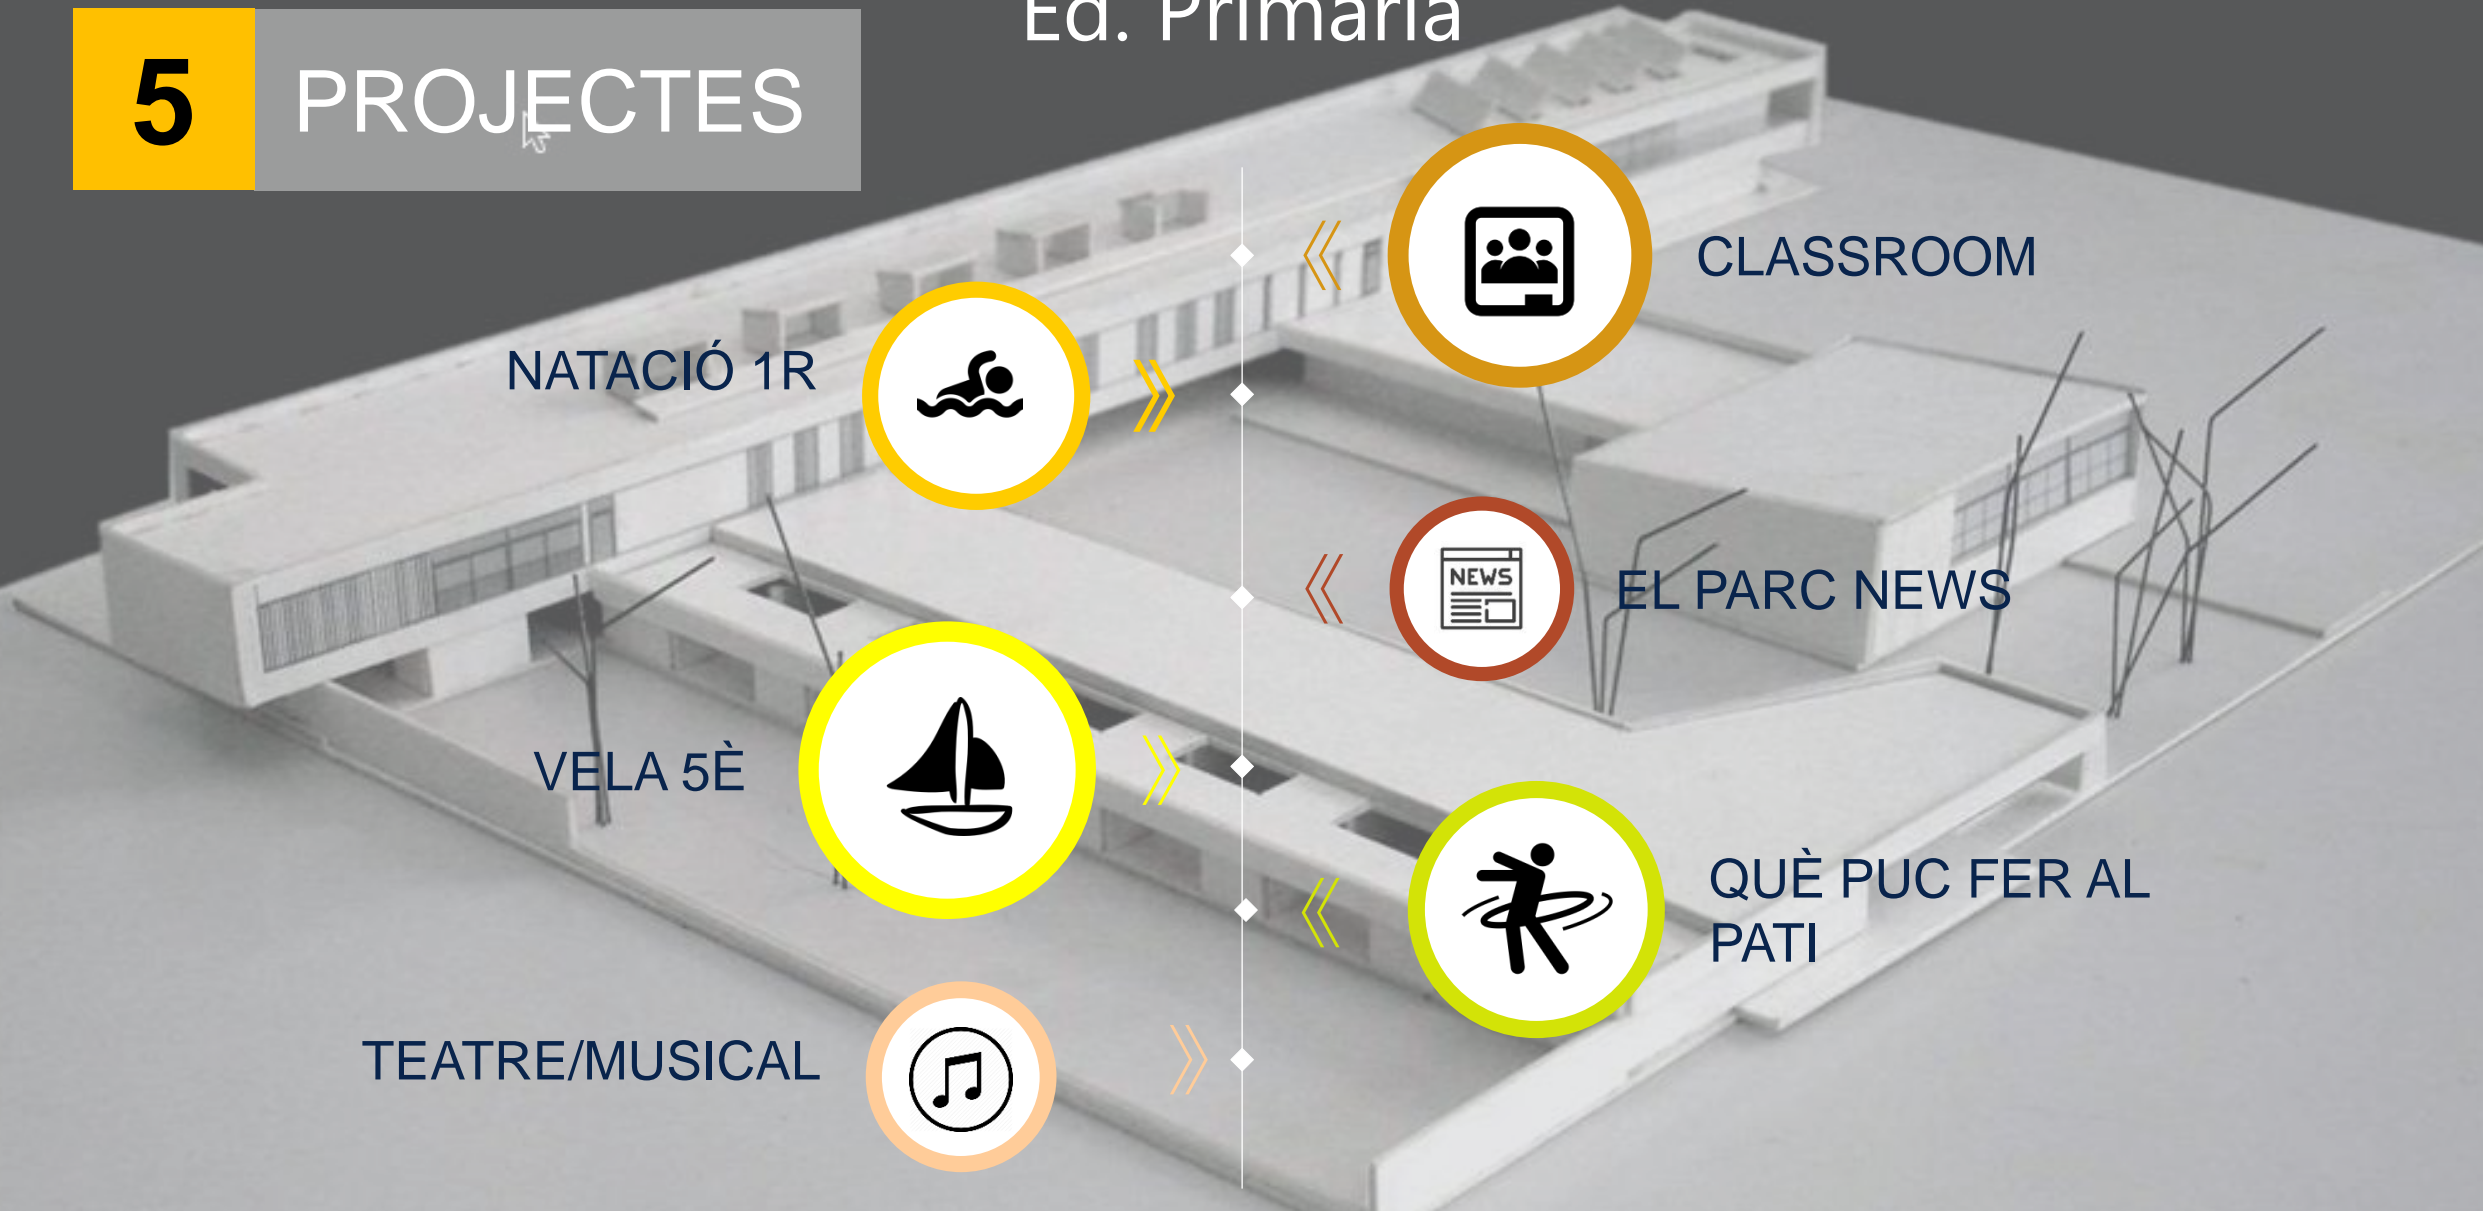 Ed. Primària
5 PROJECTES
CLASSROOM
NATACIÓ 1R
NEWS
EL PARC NEWS
VELA 5È
QUÈ PUC FER AL
PATI
TEATRE/MUSICAL